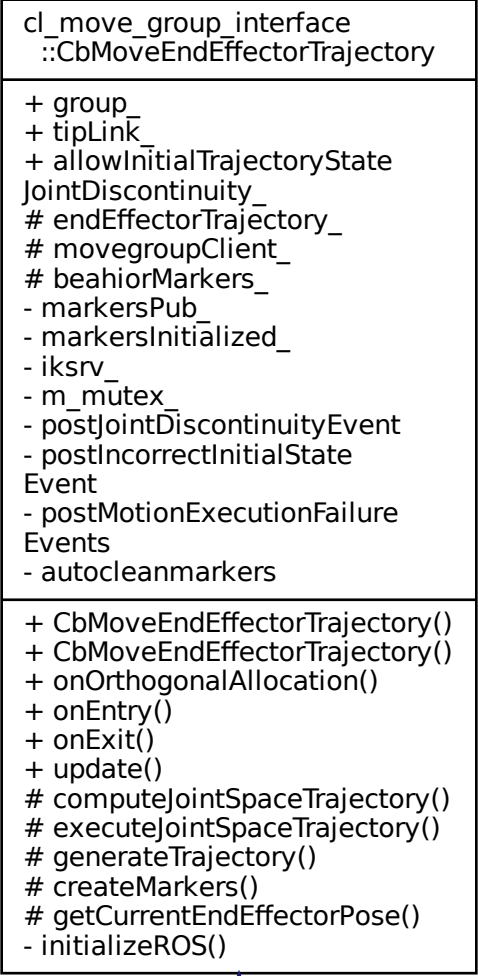 cl_move_group_interface
::CbMoveEndEffectorTrajectory
+ group_
+ tipLink_
+ allowInitialTrajectoryState
JointDiscontinuity_
# endEffectorTrajectory_
# movegroupClient_
# beahiorMarkers_
- markersPub_
- markersInitialized_
- iksrv_
- m_mutex_
- postJointDiscontinuityEvent
- postIncorrectInitialState
Event
- postMotionExecutionFailure
Events
- autocleanmarkers
+ CbMoveEndEffectorTrajectory()
+ CbMoveEndEffectorTrajectory()
+ onOrthogonalAllocation()
+ onEntry()
+ onExit()
+ update()
# computeJointSpaceTrajectory()
# executeJointSpaceTrajectory()
# generateTrajectory()
# createMarkers()
# getCurrentEndEffectorPose()
- initializeROS()